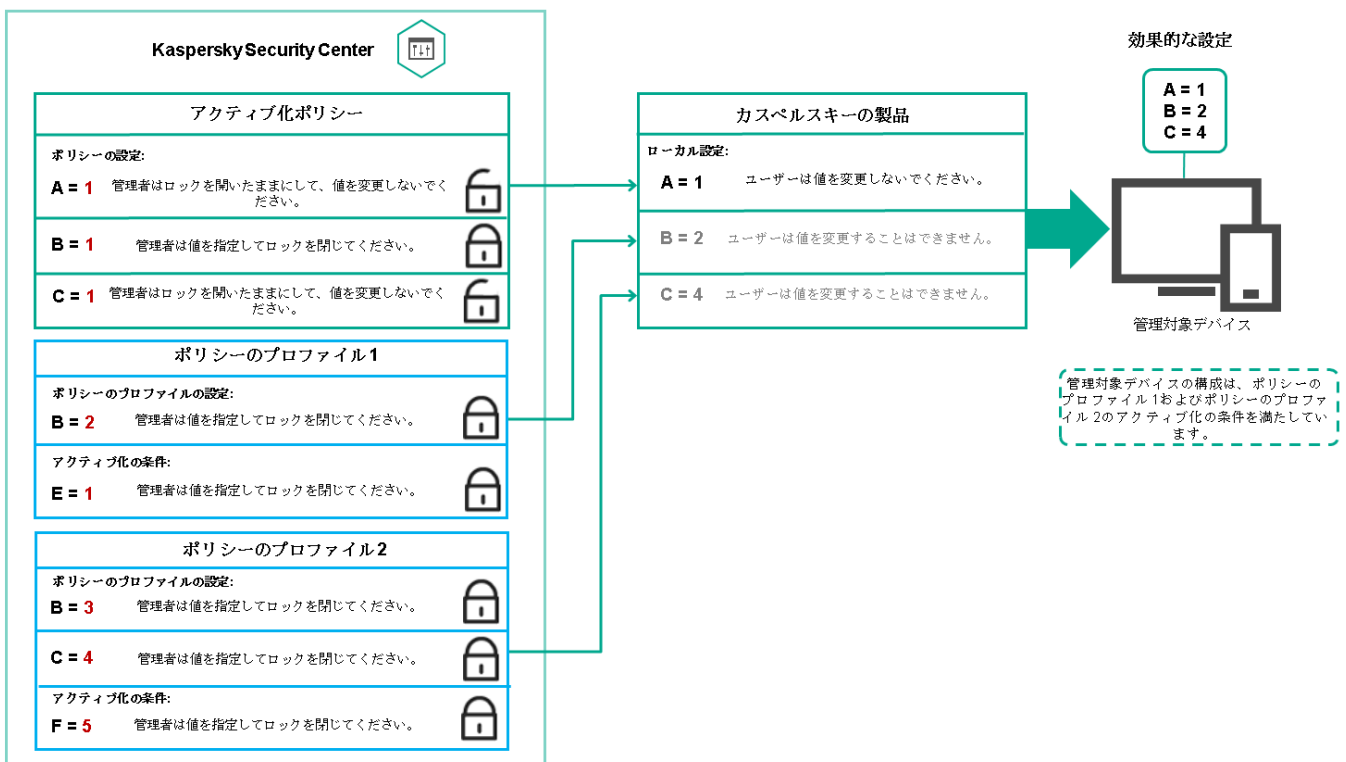 Kaspersky Security Center
アクティブ化ポリシー
ポリシーの設定:
A = 1
管理者はロックを開いたままにして、値を変更しないでく
ださい。
B = 1
管理者は値を指定してロックを閉じてください。
C = 1
管理者はロックを開いたままにして、値を変更しないでく
ださい。
ポリシーのプロファイル1
ポリシーのプロファイルの設定:
B = 2
管理者は値を指定してロックを閉じてください。
アクティブ化の条件:
E = 1
管理者は値を指定してロックを閉じてください。
ポリシーのプロファイル2
ポリシーのプロファイルの設定:
B = 3
管理者は値を指定してロックを閉じてください。
C = 4
管理者は値を指定してロックを閉じてください。
アクティブ化の条件:
F = 5
管理者は値を指定してロックを閉じてください。
カスペルスキーの製品
ローカル設定:
A = 1
ユーザーは値を変更しないでください。
B = 2
ユーザーは値を変更することはできません。
C = 4
ユーザーは値を変更することはできません。
効果的な設定
A = 1
B = 2
C = 4
管理対象デバイス
管理対象デバイスの構成は、ポリシーの
プロファイル1およびポリシーのプロファ
イル2のアクティブ化の条件を満たしてい
ます。